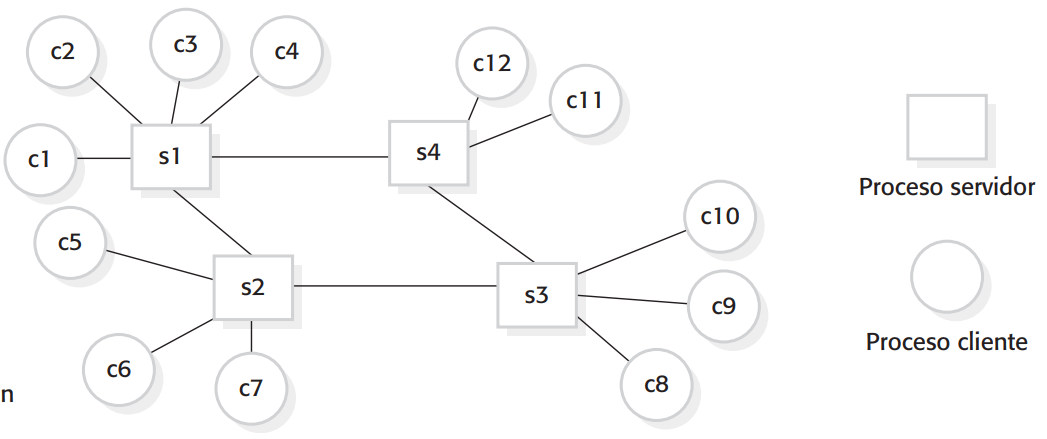 c2
c3
c4
c12
c11
c1
s1
s4
Proceso servidor
c10
c5
s2
s3
c9
Proceso cliente
c6
c7
c8
n